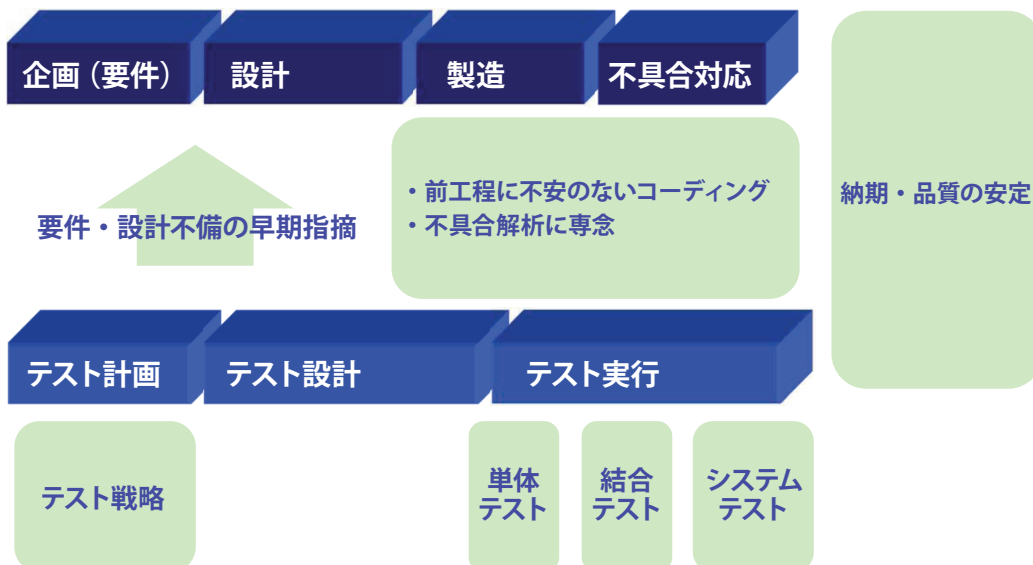 企画（要件）
設計
製造
不具合対応
要件・設計不備の早期指摘
・前工程に不安のないコーディング
・不具合解析に専念
納期・品質の安定
テスト計画
テスト設計
テスト実行
テスト戦略
単体
テスト
結合
テスト
システム
テスト